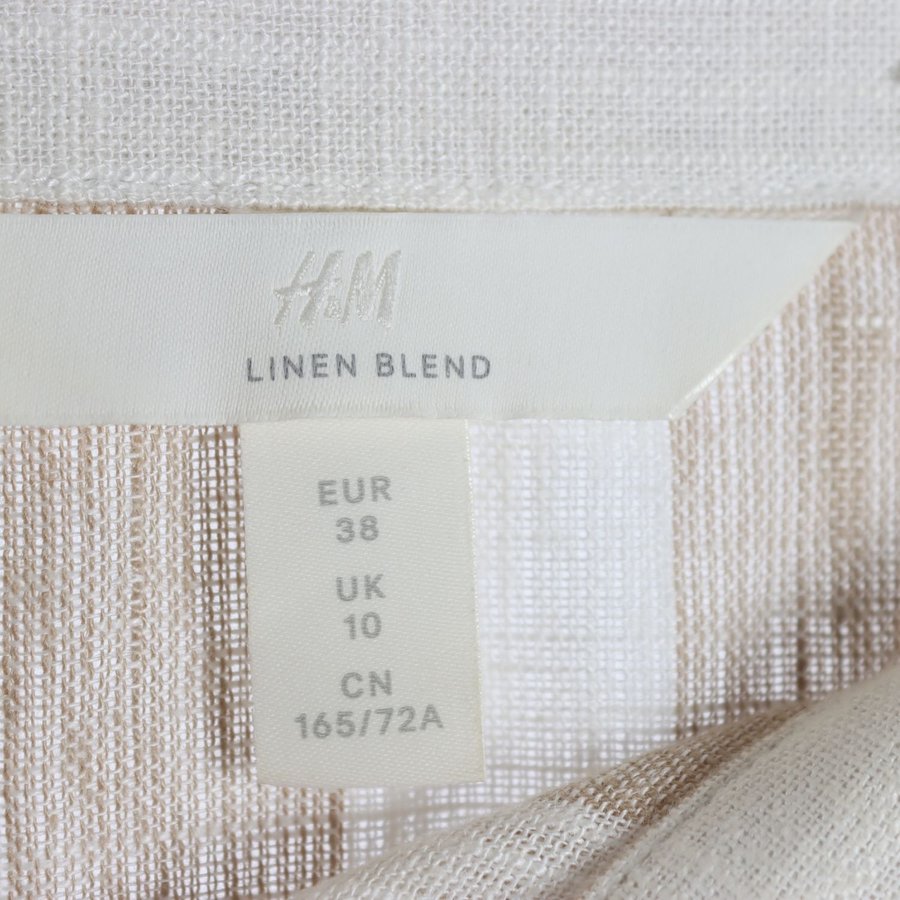 H&M
LINEN BLEND
EUR
38
UK
10
CN
165/72A